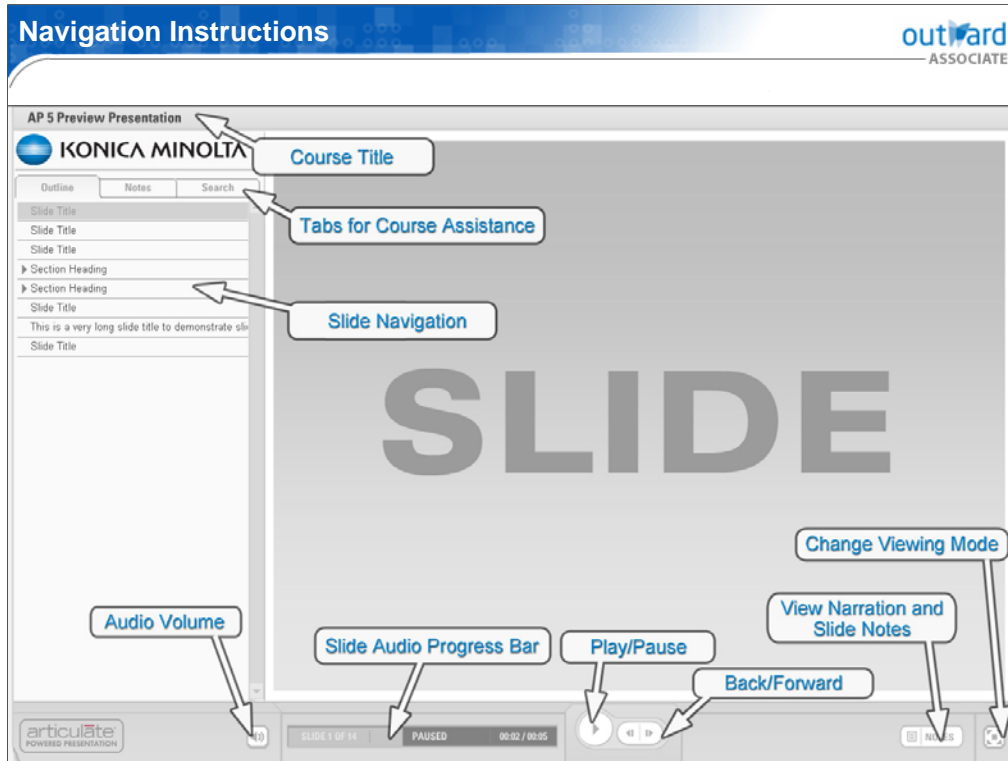 Navigation Instructions
outward
ASSOCIATE
AP 5 Preview Presentation
KONICA MINOLTA
Course Title
Outline Notes Search
Tabs for Course Assistance
Slide Title
Slide Title
Slide Title
Section Heading
Section Heading
Slide Title
This is a very long slide title to demonstrate
Slide Title
Slide Navigation
SLIDE
Change Viewing Mode
Audio Volume
View Narration and
Slide Notes
Slide Audio Progress Bar
Play/Pause
Back/Forward
articulate
POWERED PRESENTATION
SLIDE 1 OF 14 PAUSED 00:02 / 00:05
NOTES